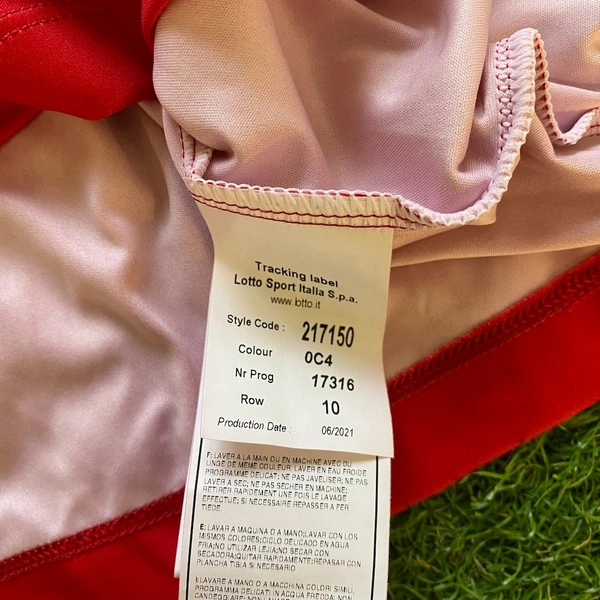 Tracking label
Lotto Sport Italia S.p.a.
www.lotto.it
Style Code : 217150
Colour 0C4
Nr Prog 17316
Row 10
Production Date : 06/2021
F: LAVER A LA MAIN OU EN MACHINE AVEC DU
LINGE DE MEME COULEUR. LAVER EN EAU FROIDE
PROGRAMME DELICAT; NE PAS JAVELISER; NE PAS
LAVER A SEC; NE PAS SECHER EN MACHINE;
RETIRER RAPIDEMENT UNE FOIS LE LAVAGE
EFFECTUE; SI NECESSAIRE REPASSER A FER
TIEDE.
E: LAVAR A MAQUINA O A MANO; LAVAR CON LOS
MISMOS COLORES; CICLO DELICADO EN AGUA
FRIA; NO UTILIZAR LEJIA; NO SECAR CON
SECADORA; QUITAR RAPIDAMENTE; REPASAR CON
PLANCHA TIBIA SI NECESARIO
I: LAVARE A MANO O A MACCHINA COLORI SIMILI,
PROGRAMMA DELICATI IN ACQUA FREDDA; NON
CANDEGGIARE; NON